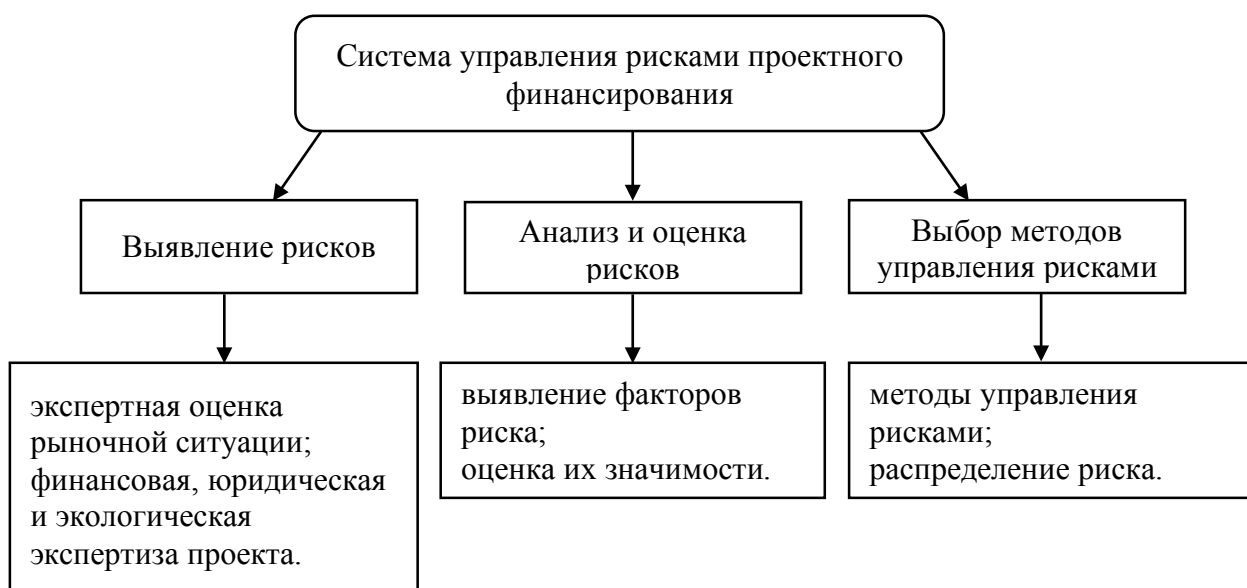 Система управления рисками проектного
финансирования
Выявление рисков
Анализ и оценка
рисков
Выбор методов
управления рисками
экспертная оценка
рыночной ситуации;
финансовая, юридическая
и экологическая
экспертиза проекта.
выявление факторов
риска;
оценка их значимости.
методы управления
рисками;
распределение риска.